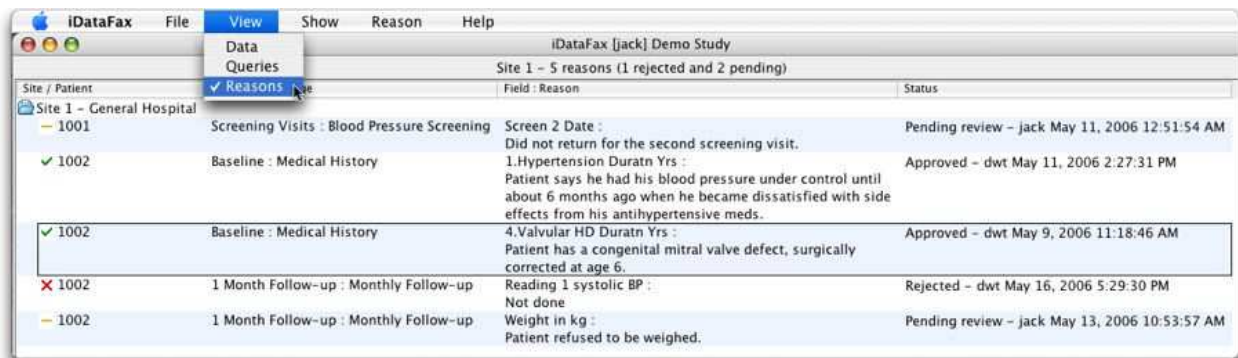 iDataFax File View Show Reason Help
iDataFax [jack] Demo Study
Data
Queries
✓ Reasons
Site 1 - 5 reasons (1 rejected and 2 pending)
Site / Patient Field : Reason Status
Site 1 - General Hospital
1001 Screening Visits : Blood Pressure Screening Screen 2 Date : Pending review - jack May 11, 2006 12:51:54 AM
Did not return for the second screening visit.
1002 Baseline : Medical History 1.Hypertension Duratn Yrs : Approved - dwt May 11, 2006 2:27:31 PM
Patient says he had his blood pressure under control until
about 6 months ago when he became dissatisfied with side
effects from his antihypertensive meds.
1002 Baseline : Medical History 4.Valvular HD Duratn Yrs : Approved - dwt May 9, 2006 11:18:46 AM
Patient has a congenital mitral valve defect, surgically
corrected at age 6.
1002 1 Month Follow-up : Monthly Follow-up Reading 1 systolic BP : Rejected - dwt May 16, 2006 5:29:30 PM
Not done
1002 1 Month Follow-up : Monthly Follow-up Weight in kg : Pending review - jack May 13, 2006 10:53:57 AM
Patient refused to be weighed.